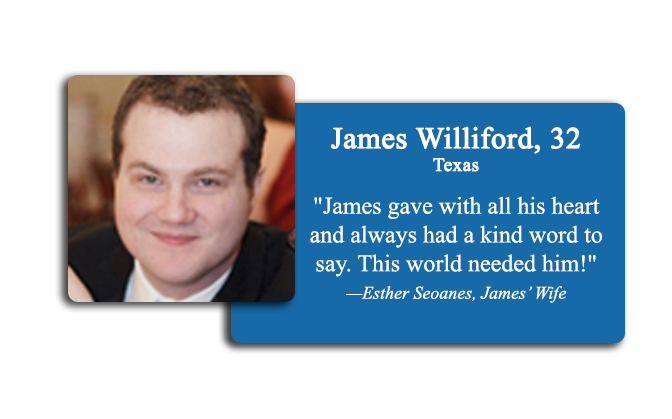 James Williford, 32
Texas
"James gave with all his heart
and always had a kind word to
say. This world needed him!"
—Esther Seoanes, James’ Wife